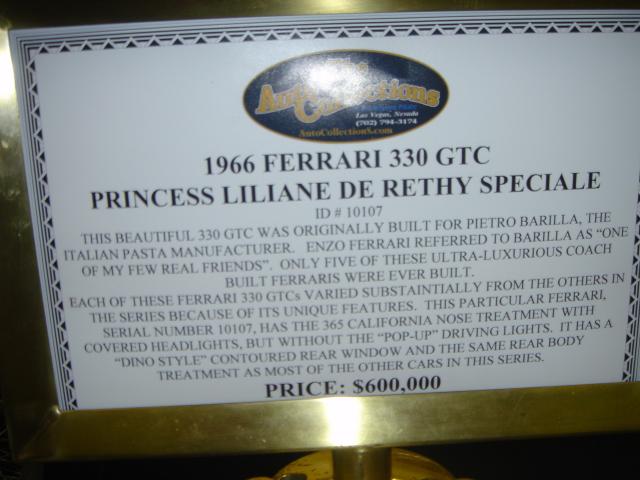 The
Auto Collections
Las Vegas, Nevada
(702) 794-3174
AutoCollectionS.com
1966 FERRARI 330 GTC
PRINCESS LILIANE DE RETHY SPECIALE
ID # 10107
THIS BEAUTIFUL 330 GTC WAS ORIGINALLY BUILT FOR PIETRO BARILLA, THE
ITALIAN PASTA MANUFACTURER. ENZO FERRARI REFERRED TO BARILLA AS “ONE
OF MY FEW REAL FRIENDS”. ONLY FIVE OF THESE ULTRA-LUXURIOUS COACH
BUILT FERRARIS WERE EVER BUILT.
EACH OF THESE FERRARI 330 GTCs VARIED SUBSTAINTIALLY FROM THE OTHERS IN
THE SERIES BECAUSE OF ITS UNIQUE FEATURES. THIS PARTICULAR FERRARI,
SERIAL NUMBER 10107, HAS THE 365 CALIFORNIA NOSE TREATMENT WITH
COVERED HEADLIGHTS, BUT WITHOUT THE “POP-UP” DRIVING LIGHTS. IT HAS A
“DINO STYLE” CONTOURED REAR WINDOW AND THE SAME REAR BODY
TREATMENT AS MOST OF THE OTHER CARS IN THIS SERIES.
PRICE: $600,000